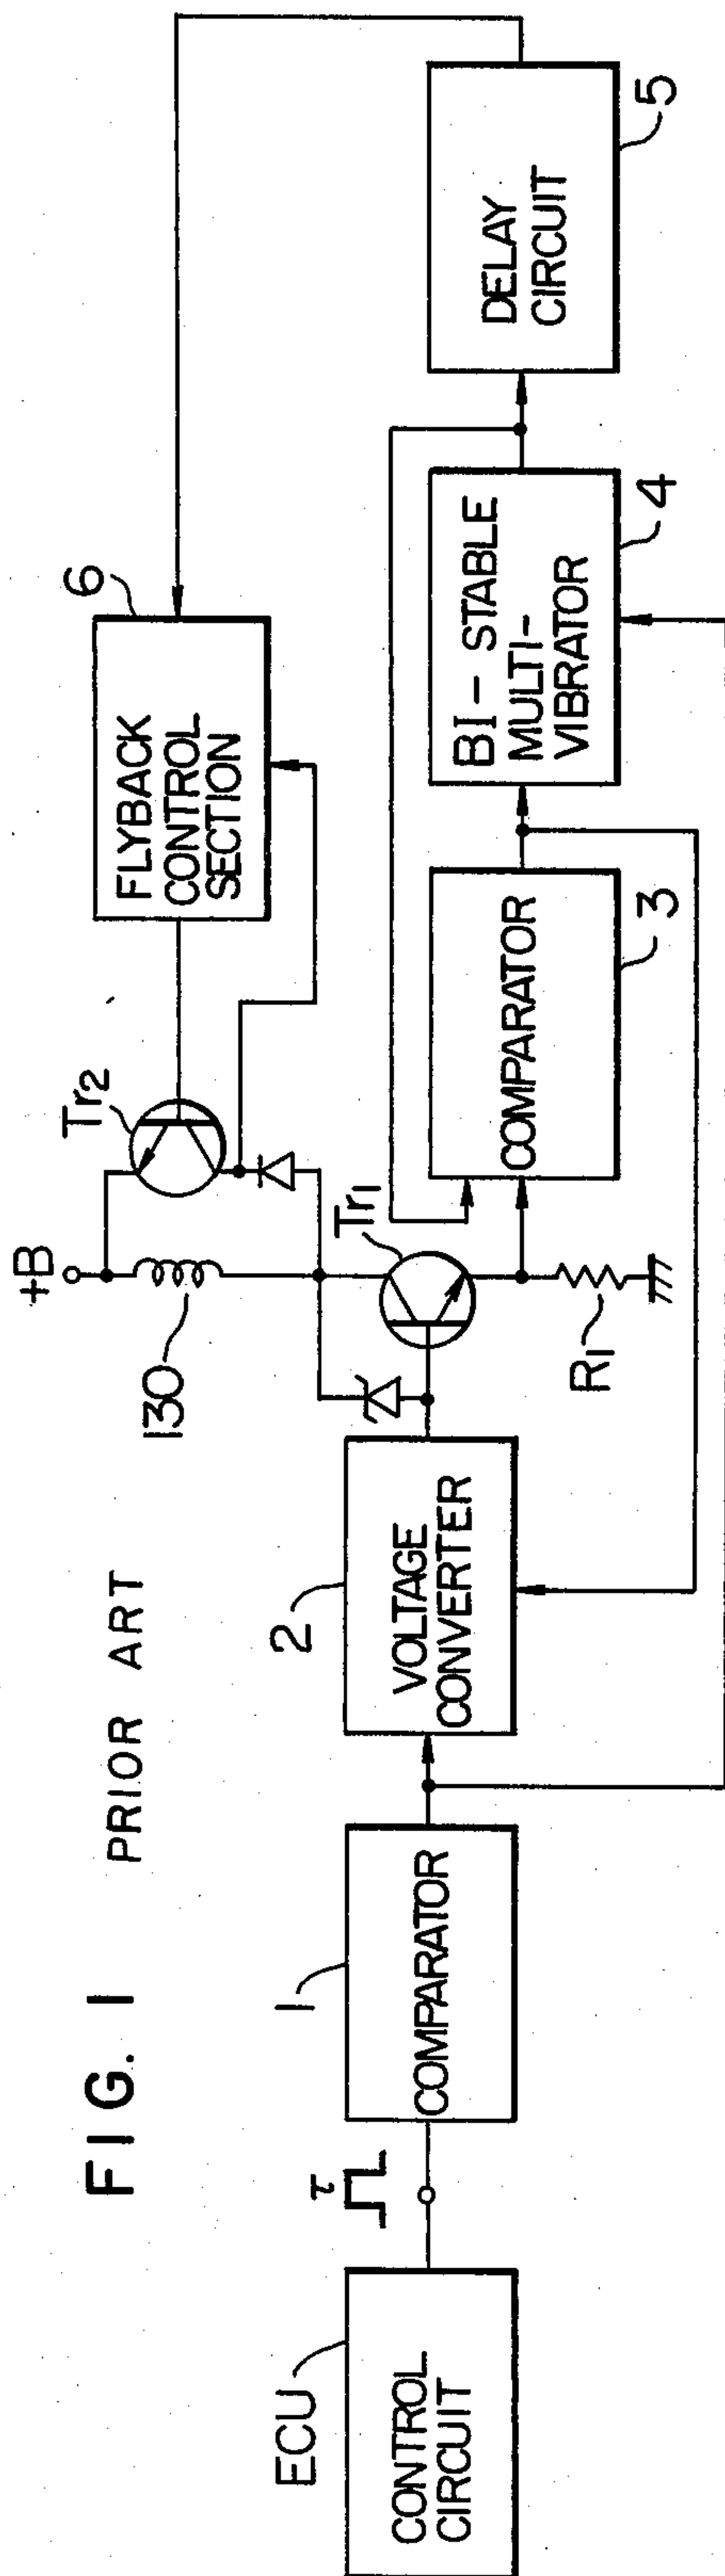 FIG. 1 PRIOR ART
ECU
CONTROL
CIRCUIT
τ
1
COMPARATOR
2
VOLTAGE
CONVERTER
+B
130
Tr1
R1
Tr2
6
FLYBACK
CONTROL
SECTION
COMPARATOR
3
BI-STABLE
MULTI-
VIBRATOR
4
DELAY
CIRCUIT
5